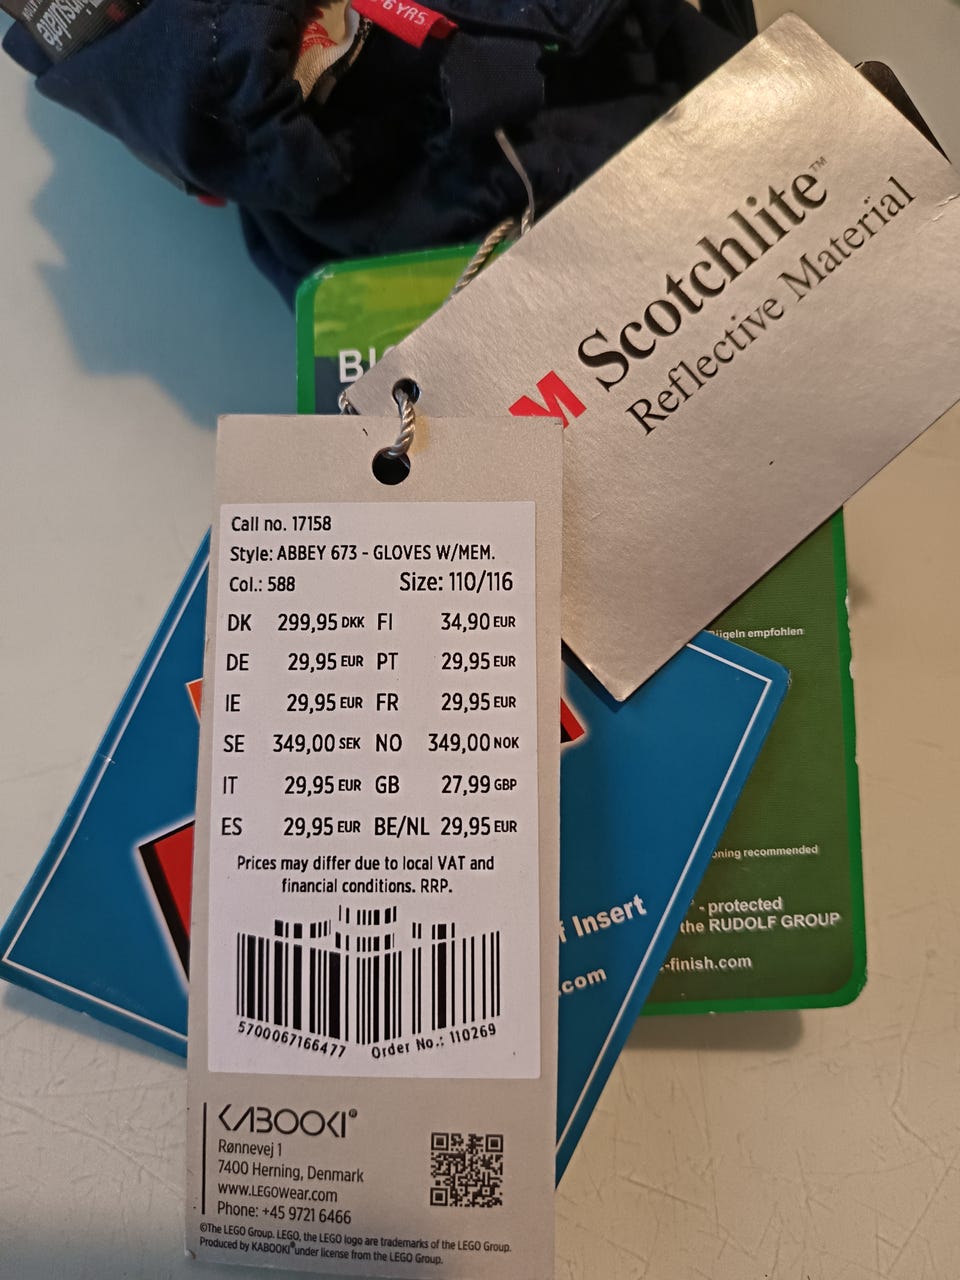 6 YRS
Scotchlite™
Reflective Material
M
Call no. 17158
Style: ABBEY 673 - GLOVES W/MEM.
Col.: 588 Size: 110/116
DK 299,95 DKK FI 34,90 EUR
DE 29,95 EUR PT 29,95 EUR
IE 29,95 EUR FR 29,95 EUR
SE 349,00 SEK NO 349,00 NOK
IT 29,95 EUR GB 27,99 GBP
ES 29,95 EUR BE/NL 29,95 EUR
Prices may differ due to local VAT and
financial conditions. RRP.
5700067166477 Order No.: 110269
KABOOKI®
Rønnevej 1
7400 Herning, Denmark
www.LEGOWear.com
Phone: +45 9721 6466
©The LEGO Group. LEGO, the LEGO logo are trademarks of the LEGO Group.
Produced by KABOOKI® under license from the LEGO Group.
empfohlen
recommended
- protected
the RUDOLF GROUP
-finish.com
f Insert
.com